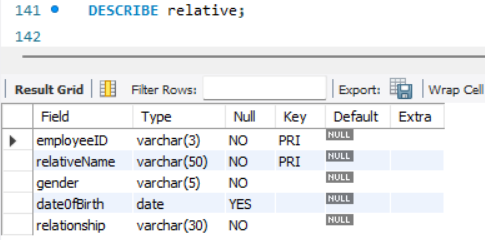 141 DESCRIBE relative;
142
Result Grid Filter Rows: Export: Wrap Cell
Field Type Null Key Default Extra
employeeID varchar(3) NO PRI NULL
relativeName varchar(50) NO PRI NULL
gender varchar(5) NO NULL
dateOfBirth date YES NULL
relationship varchar(30) NO NULL